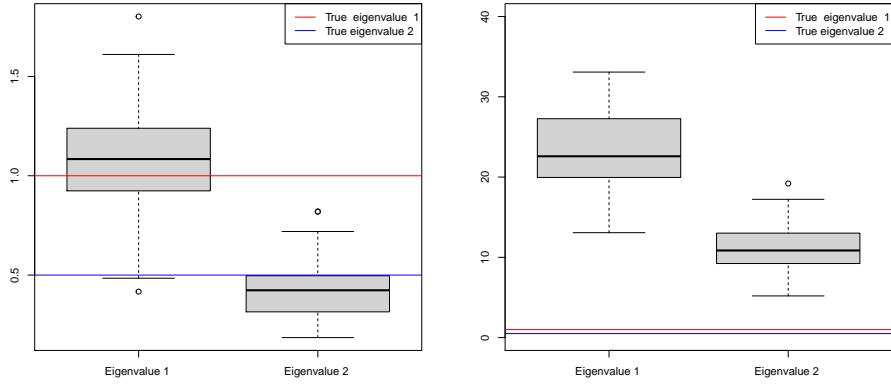 True eigenvalue 1
True eigenvalue 2
1.5
1.0
0.5
Eigenvalue 1
Eigenvalue 2
True eigenvalue 1
True eigenvalue 2
40
30
20
10
0
Eigenvalue 1
Eigenvalue 2